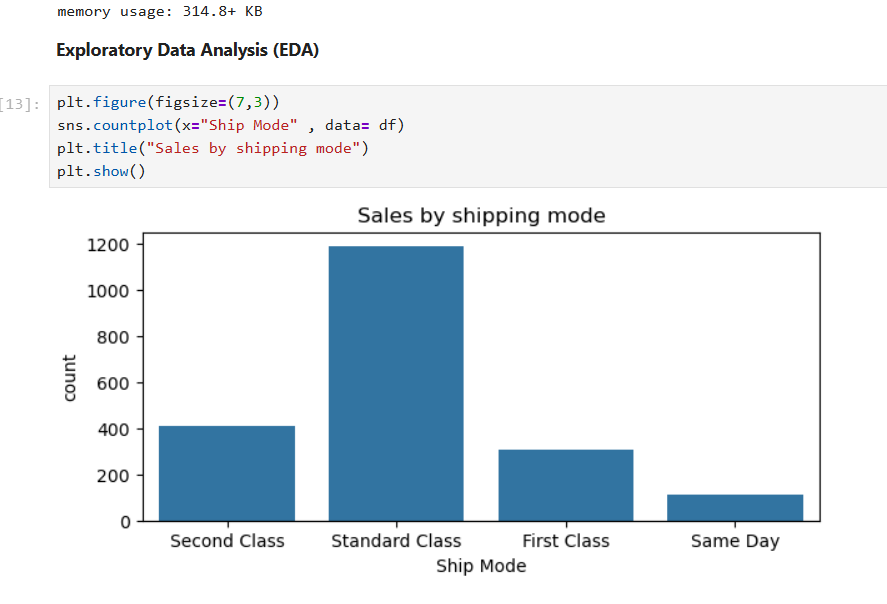 memory usage: 314.8+ KB
Exploratory Data Analysis (EDA)
[13]:
plt.figure(figsize=(7,3))
sns.countplot(x="Ship Mode" , data= df)
plt.title("Sales by shipping mode")
plt.show()
Sales by shipping mode
1200
1000
800
600
400
200
0
count
Second Class Standard Class First Class Same Day
Ship Mode